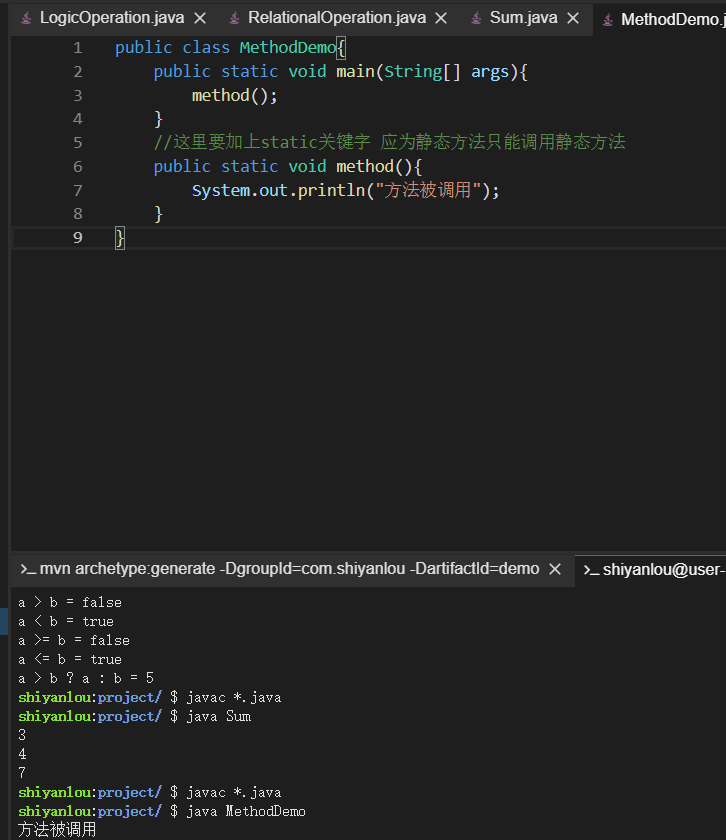 LogicOperation.java × RelationalOperation.java × Sum.java × MethodDemo.j
1 public class MethodDemo{
2     public static void main(String[] args){
3         method();
4     }
5     //这里要加上static关键字 应为静态方法只能调用静态方法
6     public static void method(){
7         System.out.println("方法被调用");
8     }
9 }
>_ mvn archetype:generate -DgroupId=com.shiyanlou -DartifactId=demo × >_ shiyanlou@user-
a > b = false
a < b = true
a >= b = false
a <= b = true
a > b ? a : b = 5
shiyanlou:project/ $ javac *.java
shiyanlou:project/ $ java Sum
3
4
7
shiyanlou:project/ $ javac *.java
shiyanlou:project/ $ java MethodDemo
方法被调用